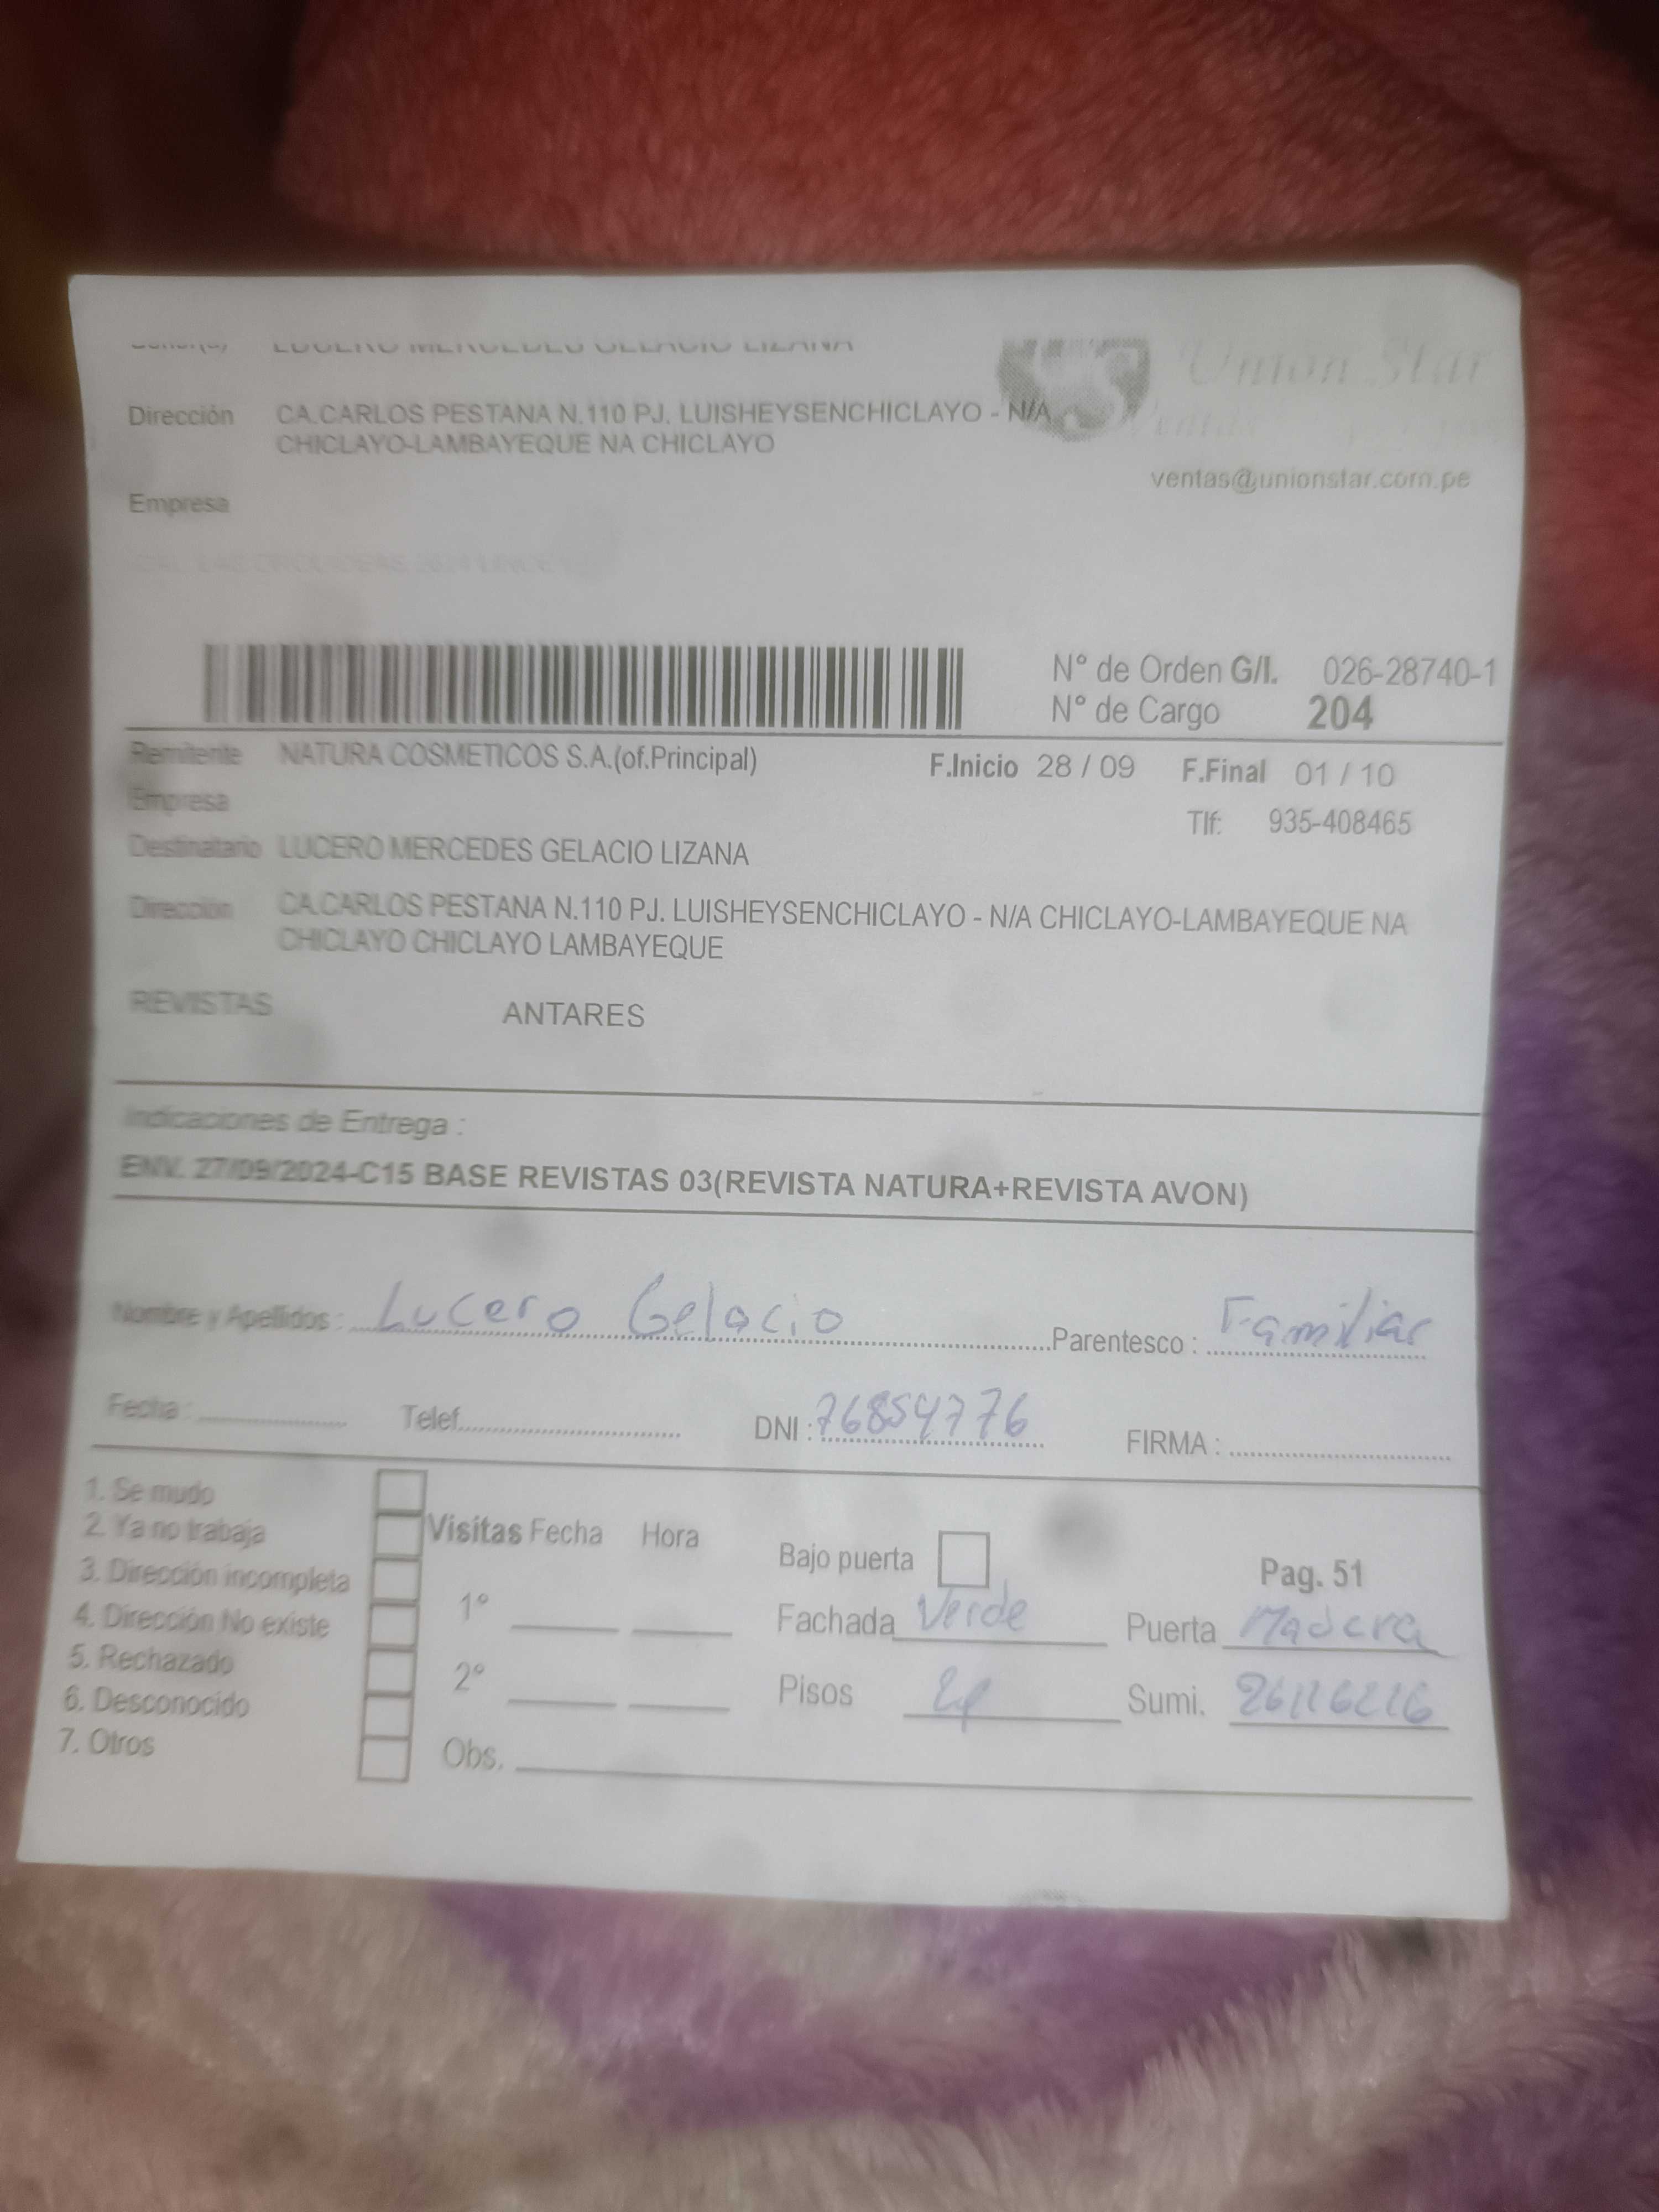 LUCERO MERCEDES GELACIO LIZANA
Union Star
Dirección CA.CARLOS PESTANA N.110 PJ. LUISHEYSENCHICLAYO - N/A
CHICLAYO-LAMBAYEQUE NA CHICLAYO
ventas@unionstar.com.pe
Empresa
N° de Orden G/I. 026-28740-1
N° de Cargo 204
Remitente NATURA COSMETICOS S.A.(of.Principal) F.Inicio 28 / 09 F.Final 01 / 10
Empresa Tlf: 935-408465
Destinatario LUCERO MERCEDES GELACIO LIZANA
Dirección CA.CARLOS PESTANA N.110 PJ. LUISHEYSENCHICLAYO - N/A CHICLAYO-LAMBAYEQUE NA
CHICLAYO CHICLAYO LAMBAYEQUE
REVISTAS ANTARES
Indicaciones de Entrega :
ENV. 27/09/2024-C15 BASE REVISTAS 03(REVISTA NATURA+REVISTA AVON)
Nombre y Apellidos : Lucero Gelacio Parentesco : Familiar
Fecha : Telef. DNI : 76854776 FIRMA :
1. Se mudo
2. Ya no trabaja Visitas Fecha Hora Bajo puerta Pag. 51
3. Dirección incompleta
4. Dirección No existe 1° Fachada Verde Puerta Madera
5. Rechazado
6. Desconocido 2° Pisos Sumi.
7. Otros Obs.